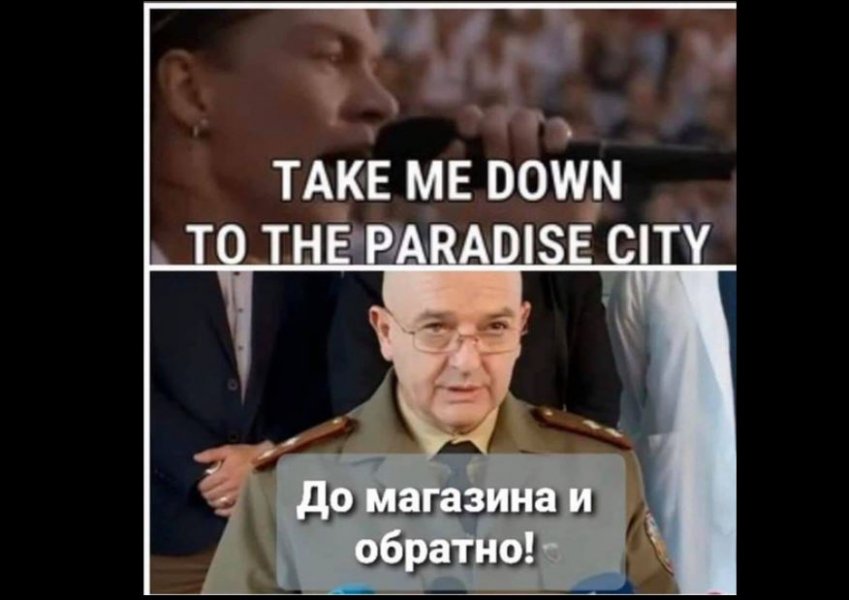 TAKE ME DOWN
TO THE PARADISE CITY
До магазина и
обратно!